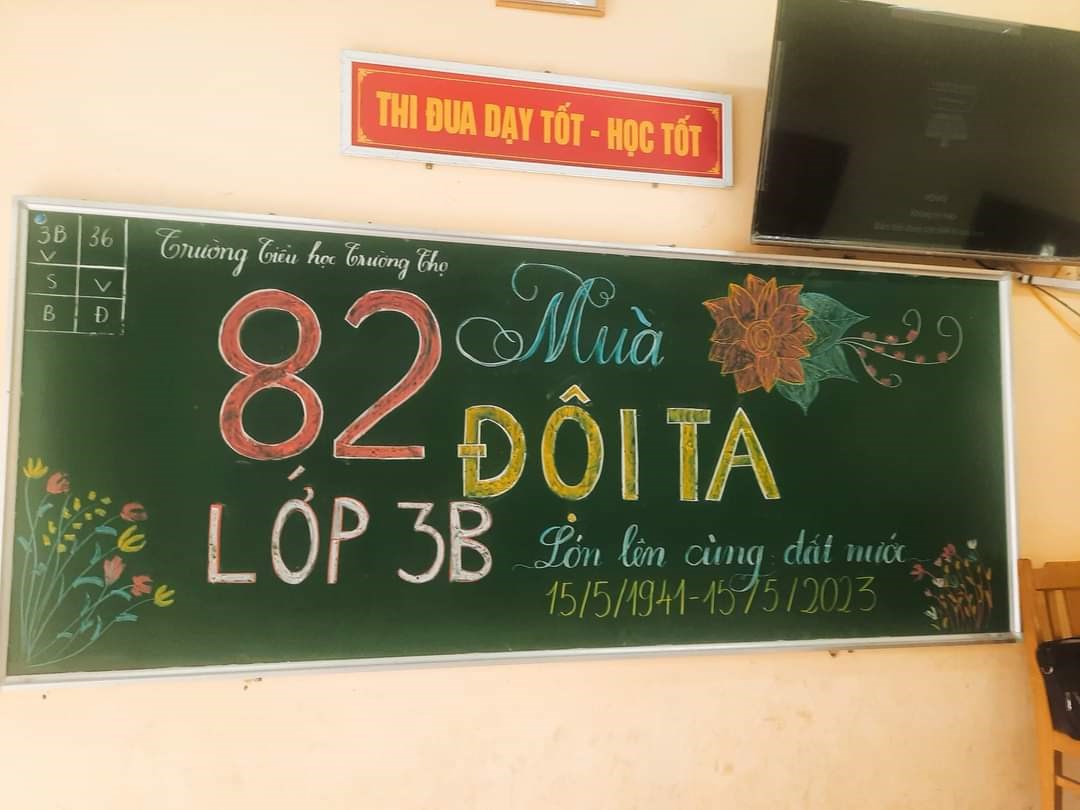 THI ĐUA DẠY TỐT - HỌC TỐT
3B 36
V
S V
B Đ
Trường Tiểu học Trường Thọ
82 Muà
ĐỘI TA
LỚP 3B
Lớn lên cùng đất nước
15/5/1941-15/5/2023